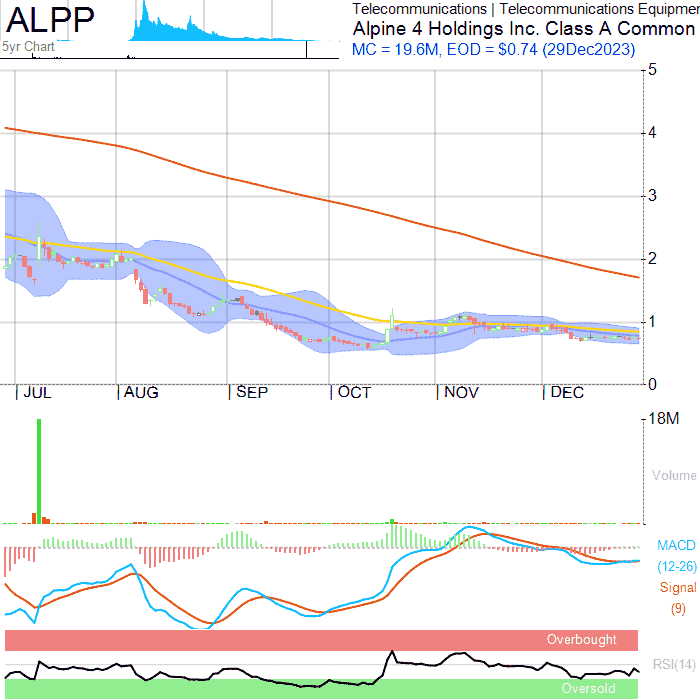 ALPP
Telecommunications | Telecommunications Equipmen
Alpine 4 Holdings Inc. Class A Common
5yr Chart
MC = 19.6M, EOD = $0.74 (29Dec2023)
5
4
3
2
1
0
JUL AUG SEP OCT NOV DEC
18M
Volume
MACD
(12-26)
Signal
(9)
Overbought
RSI(14)
Oversold